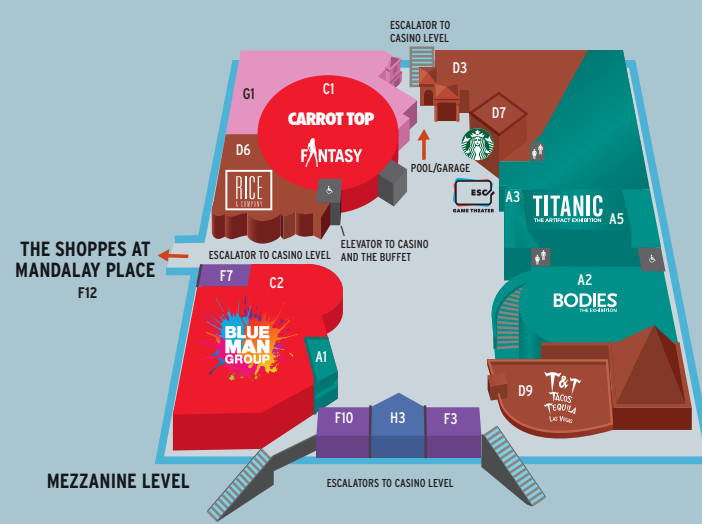 ESCALATOR TO
CASINO LEVEL
D3
G1
C1
CARROT TOP
FANTASY
D7
D6
RICE
& COMPANY
POOL/GARAGE
ESC
GAME THEATER
A3
TITANIC
THE ARTIFACT EXHIBITION
A5
THE SHOPPES AT
MANDALAY PLACE
F12
ESCALATOR TO CASINO LEVEL
ELEVATOR TO CASINO
AND THE BUFFET
F7
C2
A2
BODIES
THE EXHIBITION
BLUE
MAN
GROUP
A1
D9
T&T
TACOS
TEQUILA
LAS VEGAS
F10
H3
F3
MEZZANINE LEVEL
ESCALATORS TO CASINO LEVEL